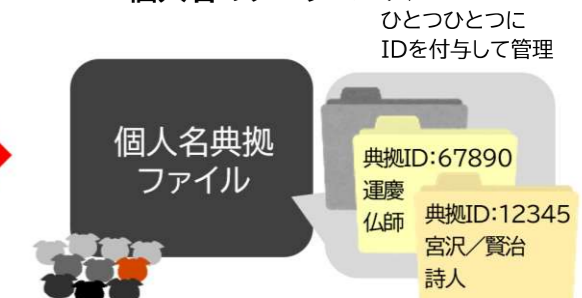 ひとつひとつに
IDを付与して管理
個人名典拠
ファイル
典拠ID:67890
運慶
仏師
典拠ID:12345
宮沢／賢治
詩人